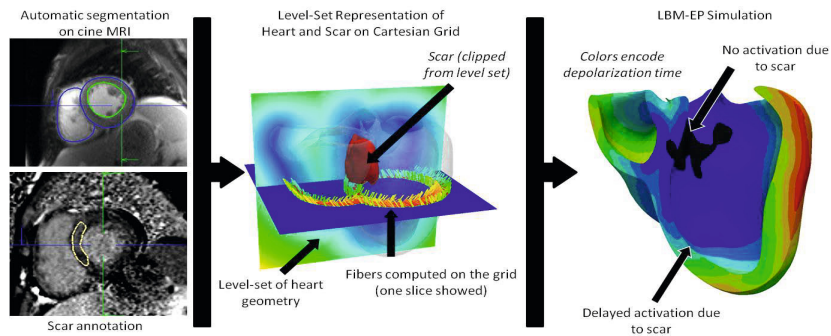 Automatic segmentation
on cine MRI
Scar annotation
Level-Set Representation of
Heart and Scar on Cartesian Grid
Scar (clipped
from level set)
Level-set of heart
geometry
Fibers computed on the grid
(one slice showed)
LBM-EP Simulation
Colors encode
depolarization time
No activation due
to scar
Delayed activation due
to scar